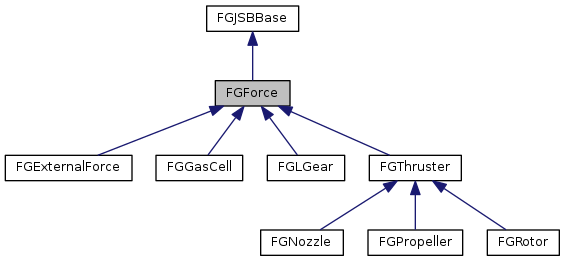 FGJSBBase
FGForce
FGExternalForce
FGGasCell
FGLGear
FGThruster
FGNozzle
FGPropeller
FGRotor